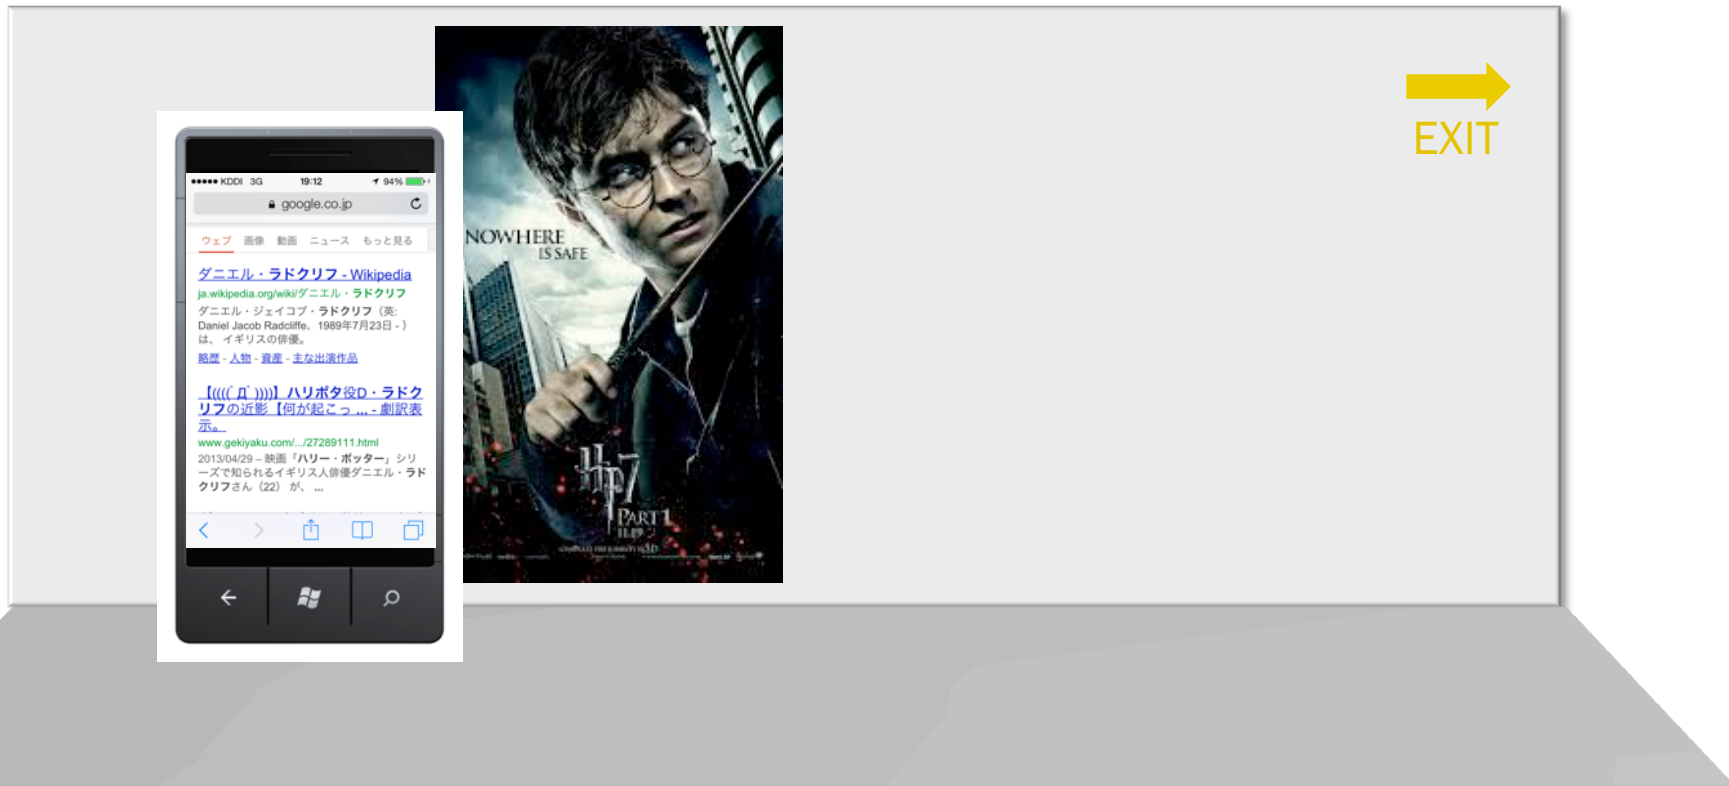 ●●●●● KDDI 3G 19:12 94%
google.co.jp
ウェブ 画像 動画 ニュース もっと見る
ダニエル・ラドクリフ - Wikipedia
ja.wikipedia.org/wiki/ダニエル・ラドクリフ
ダニエル・ジェイコブ・ラドクリフ（英:
Daniel Jacob Radcliffe、1989年7月23日 - ）
は、 イギリスの俳優。
略歴 - 人物 - 資産 - 主な出演作品
【((((ﾟДﾟ))))】ハリポタ役D・ラドク
リフの近影【何が起こっ ... - 劇訳表
示。
www.gekiyaku.com/.../27289111.html
2013/04/29 – 映画「ハリー・ポッター」シリ
ーズで知られるイギリス人俳優ダニエル・ラド
クリフさん（22） が、 ...
NOWHERE
IS SAFE
HP7
PART 1
11.19
EXIT